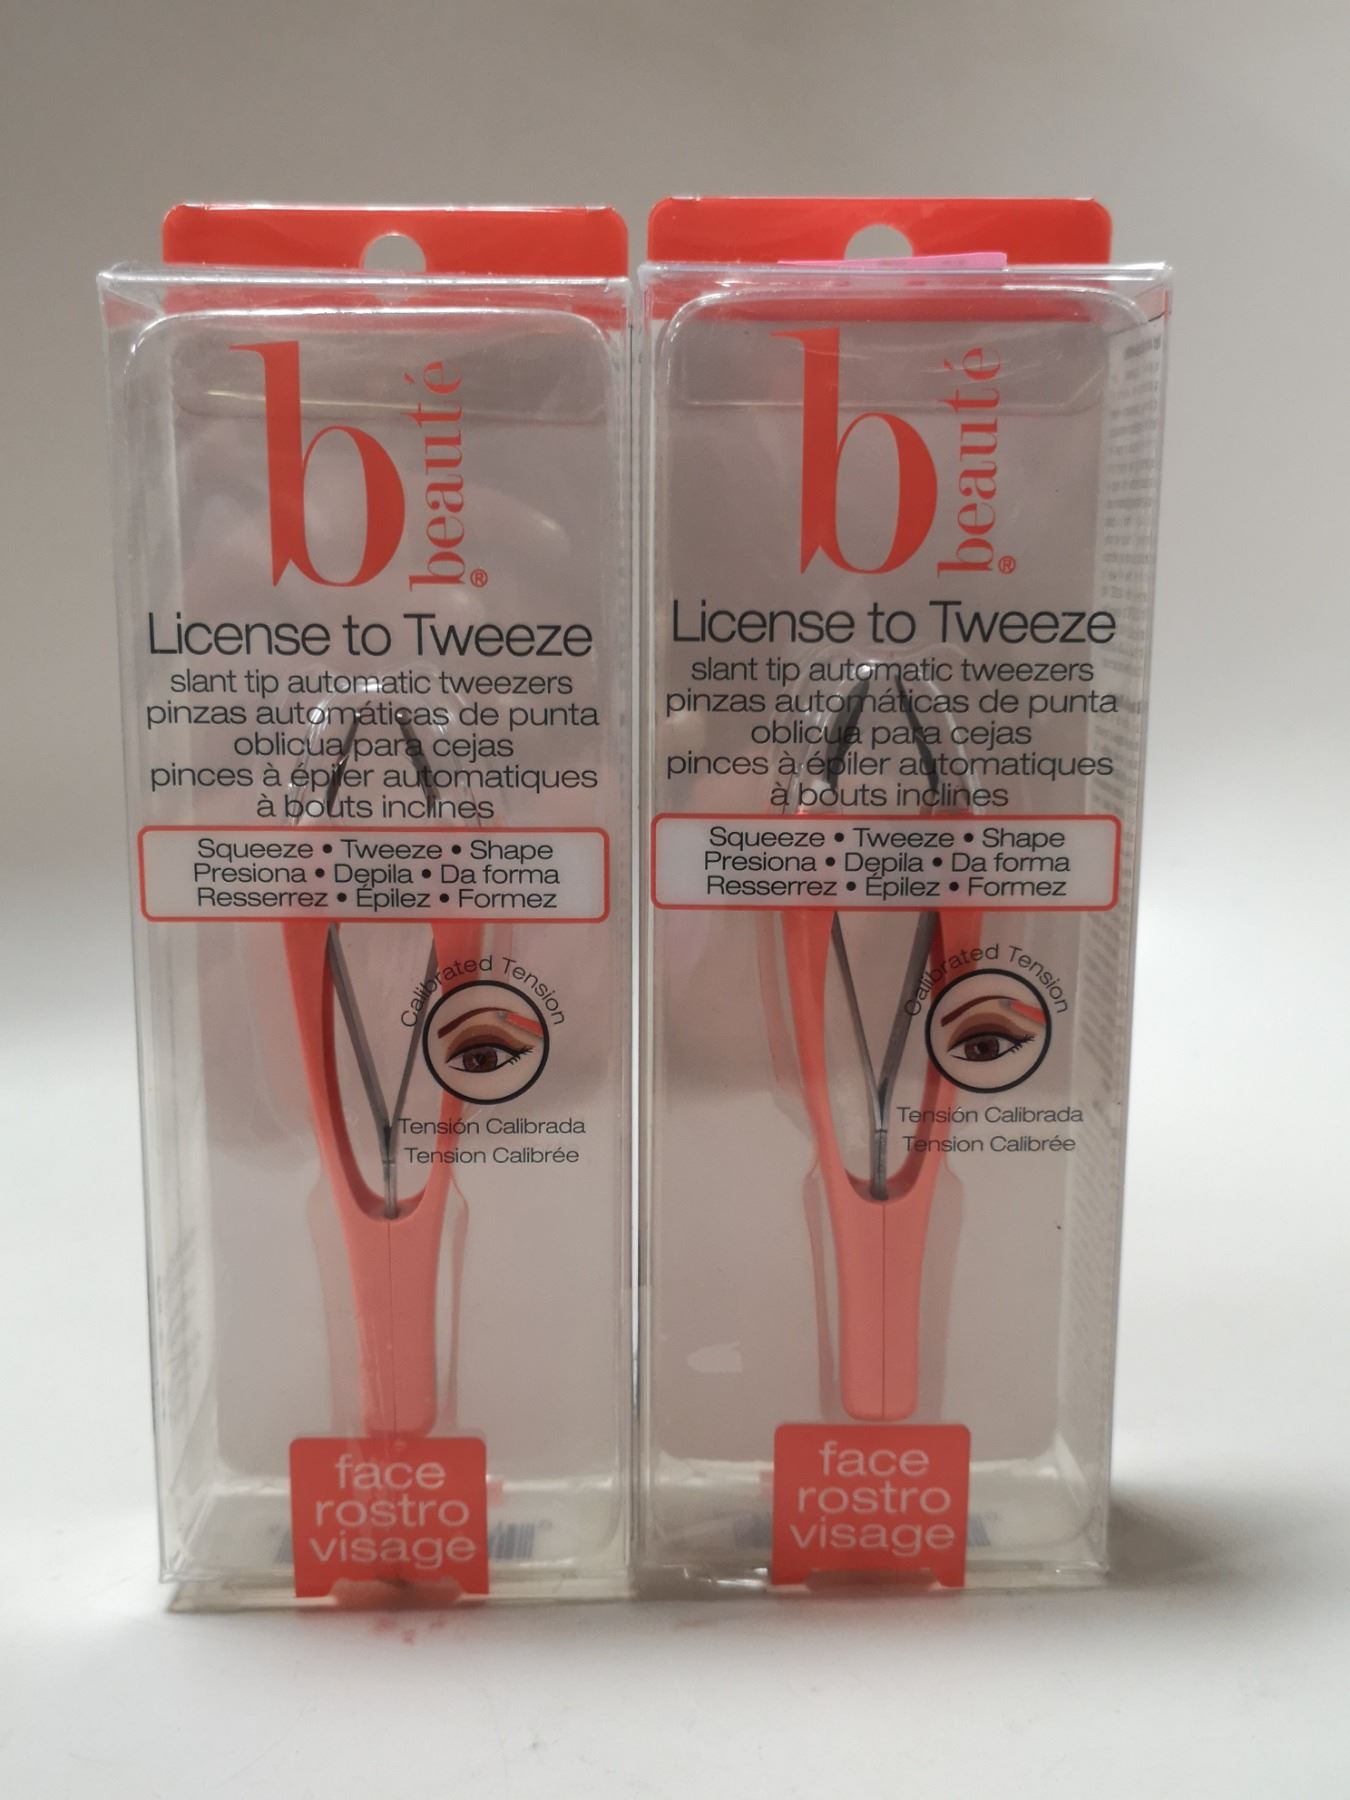 b
beauté®
License to Tweeze
slant tip automatic tweezers
pinzas automáticas de punta
oblicua para cejas
pinces à épiler automatiques
à bouts inclines
Squeeze • Tweeze • Shape
Presiona • Depila • Da forma
Resserrez • Épilez • Formez
Calibrated Tension
Tensión Calibrada
Tension Calibrée
face
rostro
visage
b
beauté®
License to Tweeze
slant tip automatic tweezers
pinzas automáticas de punta
oblicua para cejas
pinces à épiler automatiques
à bouts inclines
Squeeze • Tweeze • Shape
Presiona • Depila • Da forma
Resserrez • Épilez • Formez
Calibrated Tension
Tensión Calibrada
Tension Calibrée
face
rostro
visage